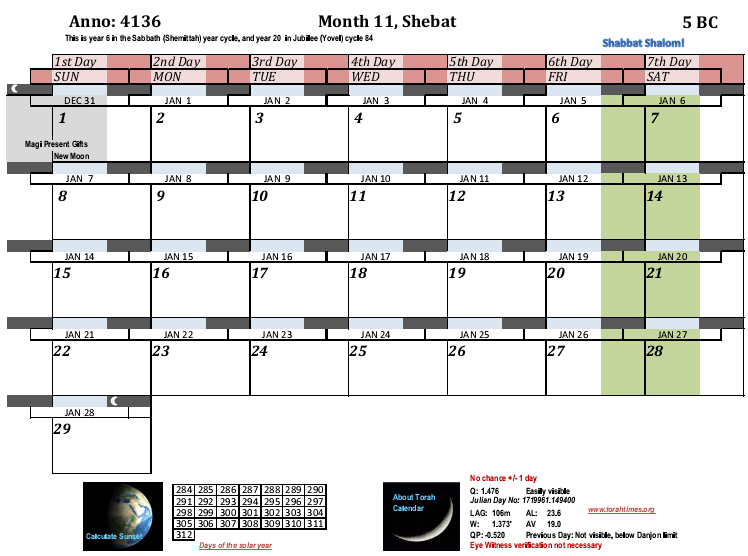 Anno: 4136 Month 11, Shebat 5 BC
This is year 6 in the Sabbath (Shemittah) year cycle, and year 20 in Jubillee (Yovel) cycle 84
Shabbat Shalom!
1st Day 2nd Day 3rd Day 4th Day 5th Day 6th Day 7th Day
SUN MON TUE WED THU FRI SAT
DEC 31 JAN 1 JAN 2 JAN 3 JAN 4 JAN 5 JAN 6
1 2 3 4 5 6 7
Magii Present Gifts
New Moon
JAN 7 JAN 8 JAN 9 JAN 10 JAN 11 JAN 12 JAN 13
8 9 10 11 12 13 14
JAN 14 JAN 15 JAN 16 JAN 17 JAN 18 JAN 19 JAN 20
15 16 17 18 19 20 21
JAN 21 JAN 22 JAN 23 JAN 24 JAN 25 JAN 26 JAN 27
22 23 24 25 26 27 28
JAN 28
29
Calculate Sunset
284 285 286 287 288 289 290
291 292 293 294 295 296 297
298 299 300 301 302 303 304
305 306 307 308 309 310 311
312
Days of the solar year
About Torah
Calendar
No chance +/- 1 day
Q: 1.476 Easily visible
Julian Day No: 1719961.149400
LAG: 106m AL: 23.6 www.torahtimes.org
W: 1.373' AV 19.0
QP: -0.520 Previous Day: Not visible, below Danjon llimit
Eye Witness verification not necessary